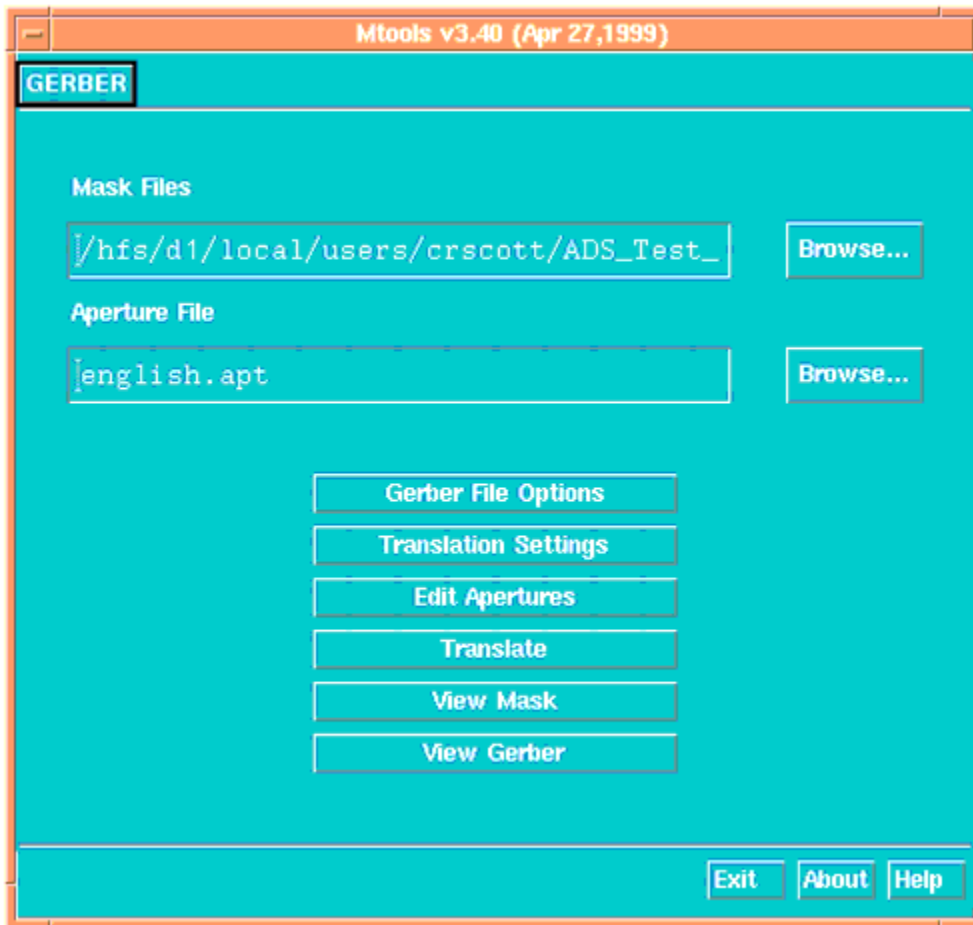 Mtools v3.40 (Apr 27,1999)
GERBER
Mask Files
/hfs/d1/local/users/crscott/ADS_Test_
Browse...
Aperture File
english.apt
Browse...
Gerber File Options
Translation Settings
Edit Apertures
Translate
View Mask
View Gerber
Exit About Help